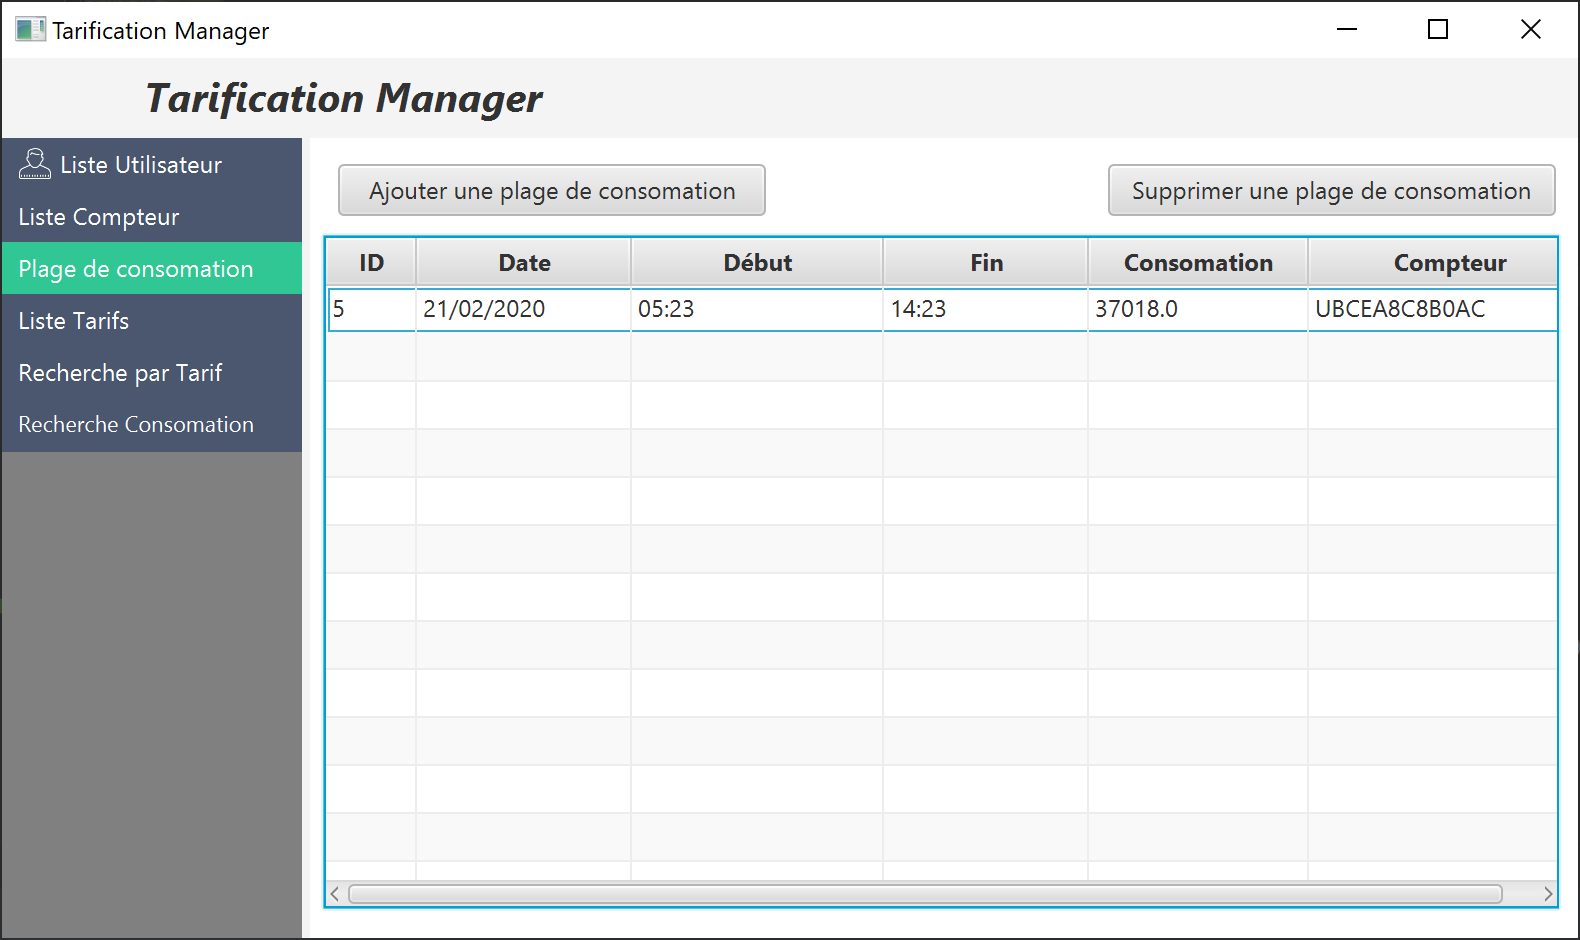 Tarification Manager
Tarification Manager
Liste Utilisateur
Liste Compteur
Plage de consomation
Liste Tarifs
Recherche par Tarif
Recherche Consomation
Ajouter une plage de consomation Supprimer une plage de consomation
ID Date Début Fin Consomation Compteur
5 21/02/2020 05:23 14:23 37018.0 UBCEA8C8B0AC